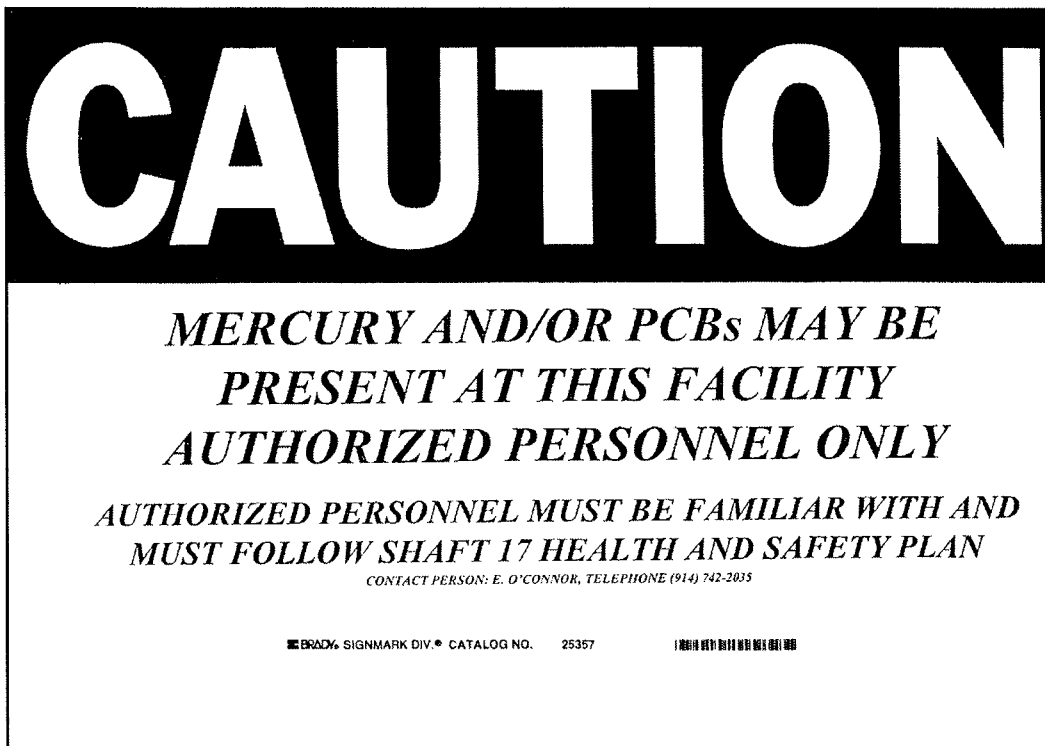 CAUTION
MERCURY AND/OR PCBs MAY BE
PRESENT AT THIS FACILITY
AUTHORIZED PERSONNEL ONLY
AUTHORIZED PERSONNEL MUST BE FAMILIAR WITH AND
MUST FOLLOW SHAFT 17 HEALTH AND SAFETY PLAN
CONTACT PERSON: E. O'CONNOR, TELEPHONE (914) 742-2035
BRADY® SIGNMARK DIV.® CATALOG NO. 25357